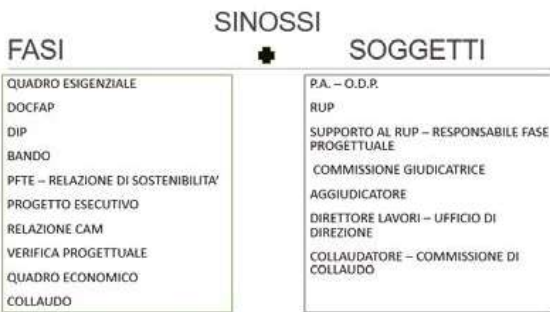 SINOSSI
FASI
SOGGETTI
QUADRO ESIGENZIALE
DOCFAP
DIP
BANDO
PFTE – RELAZIONE DI SOSTENIBILITA'
PROGETTO ESECUTIVO
RELAZIONE CAM
VERIFICA PROGETTUALE
QUADRO ECONOMICO
COLLAUDO
P.A. – O.D.P.
RUP
SUPPORTO AL RUP – RESPONSABILE FASE
PROGETTUALE
COMMISSIONE GIUDICATRICE
AGGIUDICATORE
DIRETTORE LAVORI – UFFICIO DI
DIREZIONE
COLLAUDATORE – COMMISSIONE DI
COLLAUDO